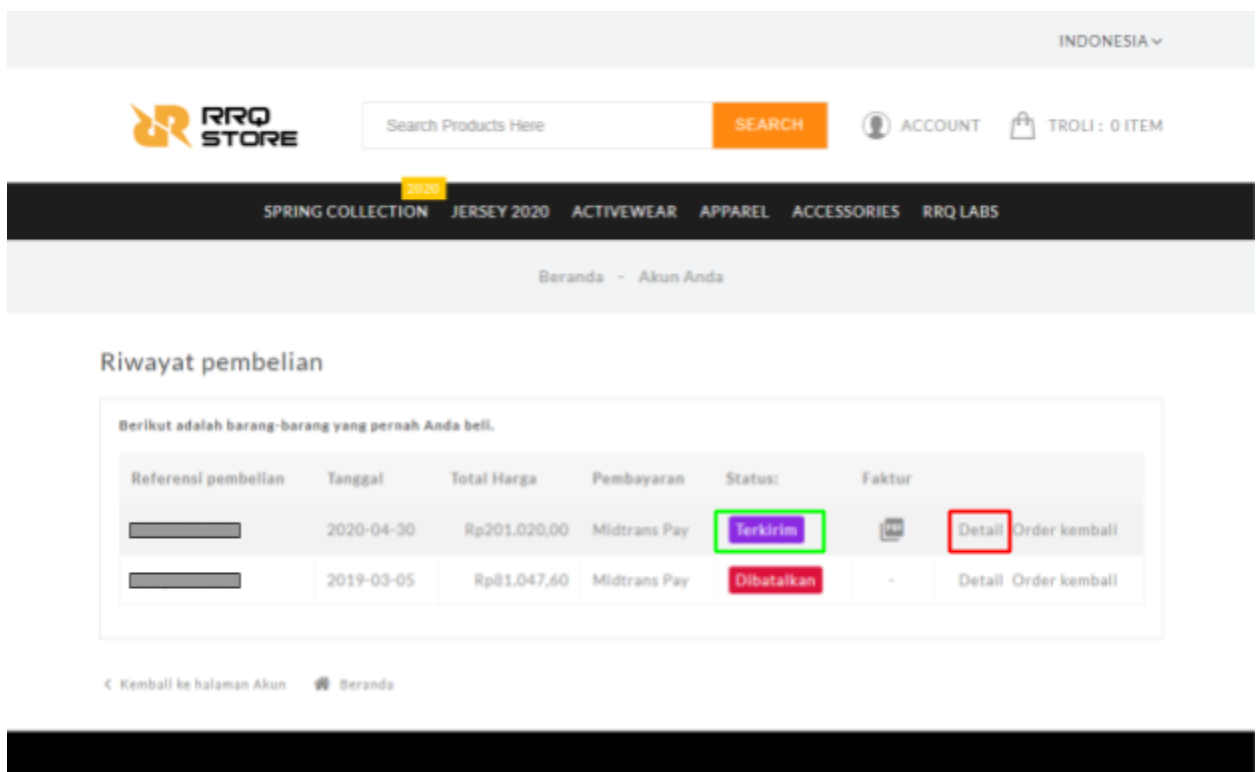 INDONESIA
RRQ STORE
Search Products Here
SEARCH
ACCOUNT
TROLI : 0 ITEM
2020
SPRING COLLECTION JERSEY 2020 ACTIVEWEAR APPAREL ACCESSORIES RRQ LABS
Beranda - Akun Anda
Riwayat pembelian
Berikut adalah barang-barang yang pernah Anda beli.
Referensi pembelian Tanggal Total Harga Pembayaran Status: Faktur
2020-04-30 Rp201.020,00 Midtrans Pay Terkirim PDF Detail Order kembali
2019-03-05 Rp81.047,60 Midtrans Pay Dibatalkan - Detail Order kembali
< Kembali ke halaman Akun Beranda